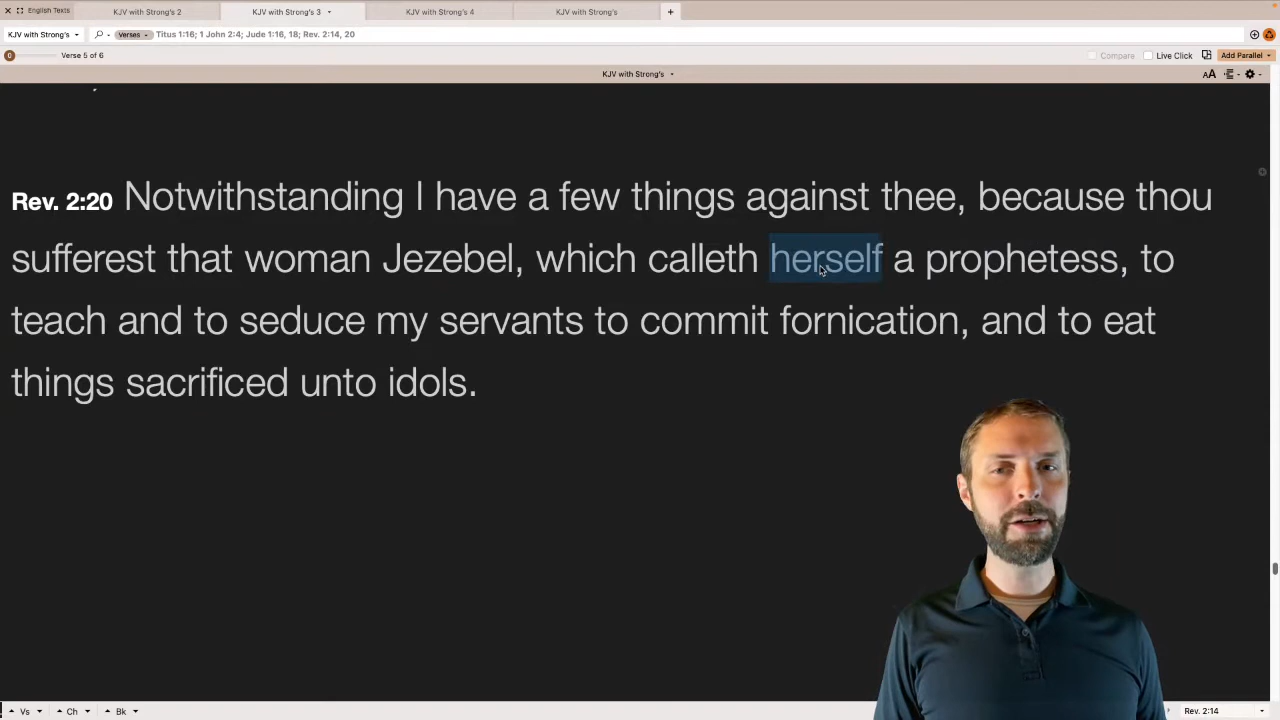 English Texts
KJV with Strong's 2
KJV with Strong's 3
KJV with Strong's 4
KJV with Strong's
+
KJV with Strong's
Verses
Titus 1:16; 1 John 2:4; Jude 1:16, 18; Rev. 2:14, 20
0
Verse 5 of 6
Compare
Live Click
Add Parallel
KJV with Strong's
AA
Rev. 2:20 Notwithstanding I have a few things against thee, because thou
sufferest that woman Jezebel, which calleth herself a prophetess, to
teach and to seduce my servants to commit fornication, and to eat
things sacrificed unto idols.
Vs
Ch
Bk
Rev. 2:14